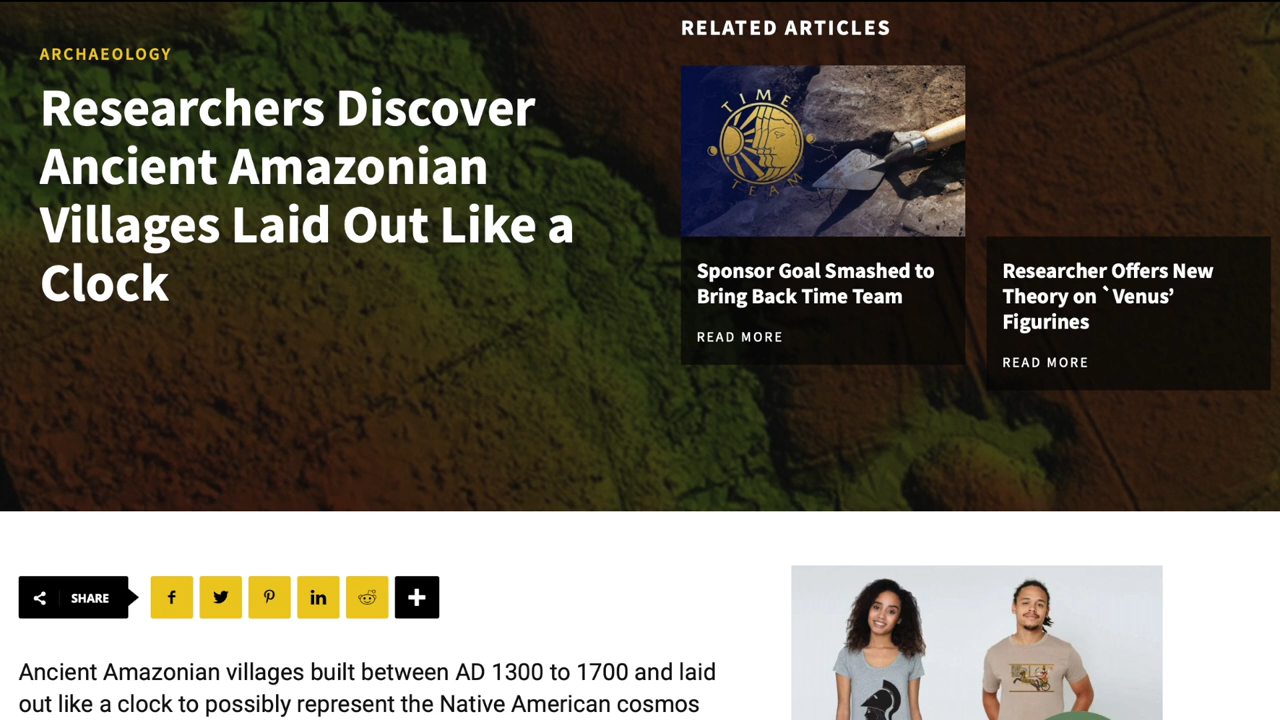 ARCHAEOLOGY
Researchers Discover
Ancient Amazonian
Villages Laid Out Like a
Clock
RELATED ARTICLES
TIME
TEAM
Sponsor Goal Smashed to
Bring Back Time Team
READ MORE
Researcher Offers New
Theory on `Venus’
Figurines
READ MORE
SHARE
Ancient Amazonian villages built between AD 1300 to 1700 and laid
out like a clock to possibly represent the Native American cosmos